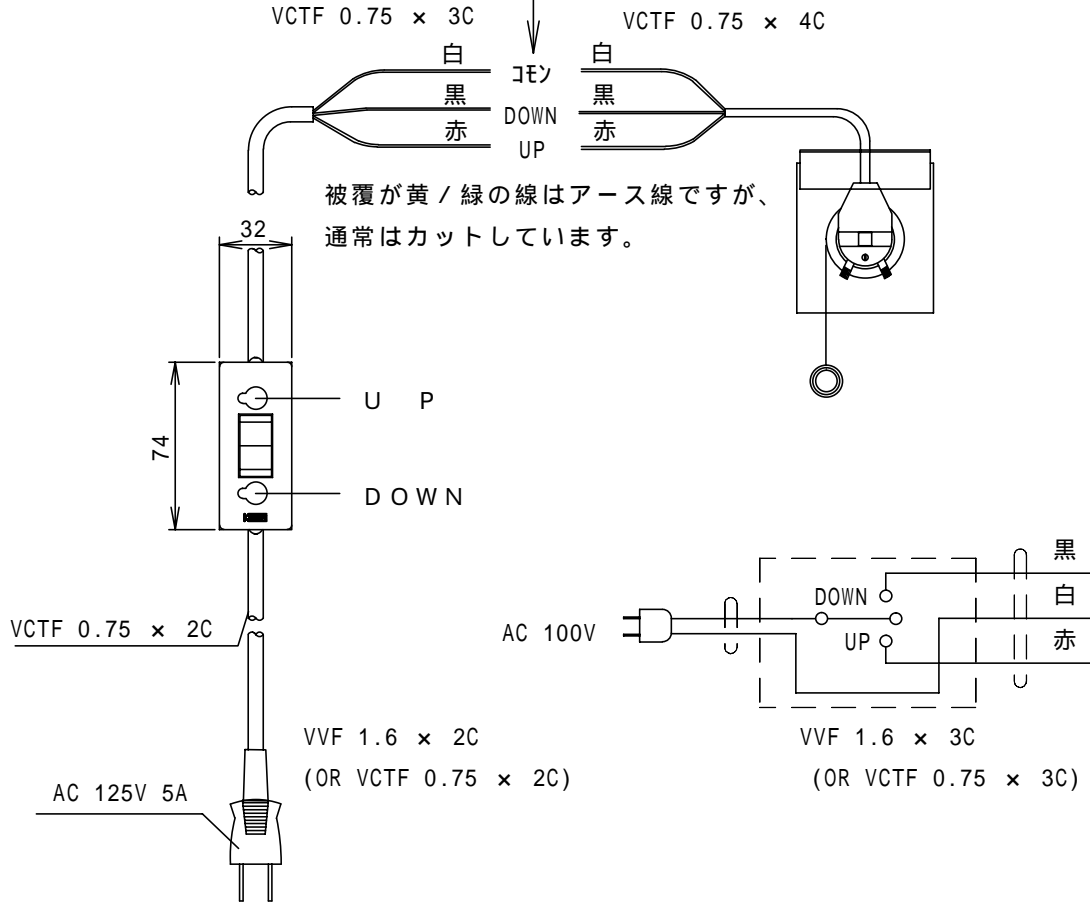 VCTF 0.75 × 3C
VCTF 0.75 × 4C
白 コモン 白
黒 DOWN 黒
赤 UP 赤
被覆が黄/緑の線はアース線ですが、
通常はカットしています。
32
74
UP
DOWN
VCTF 0.75 × 2C
AC 100V
DOWN
UP
黒
白
赤
VVF 1.6 × 2C
(OR VCTF 0.75 × 2C)
VVF 1.6 × 3C
(OR VCTF 0.75 × 3C)
AC 125V 5A